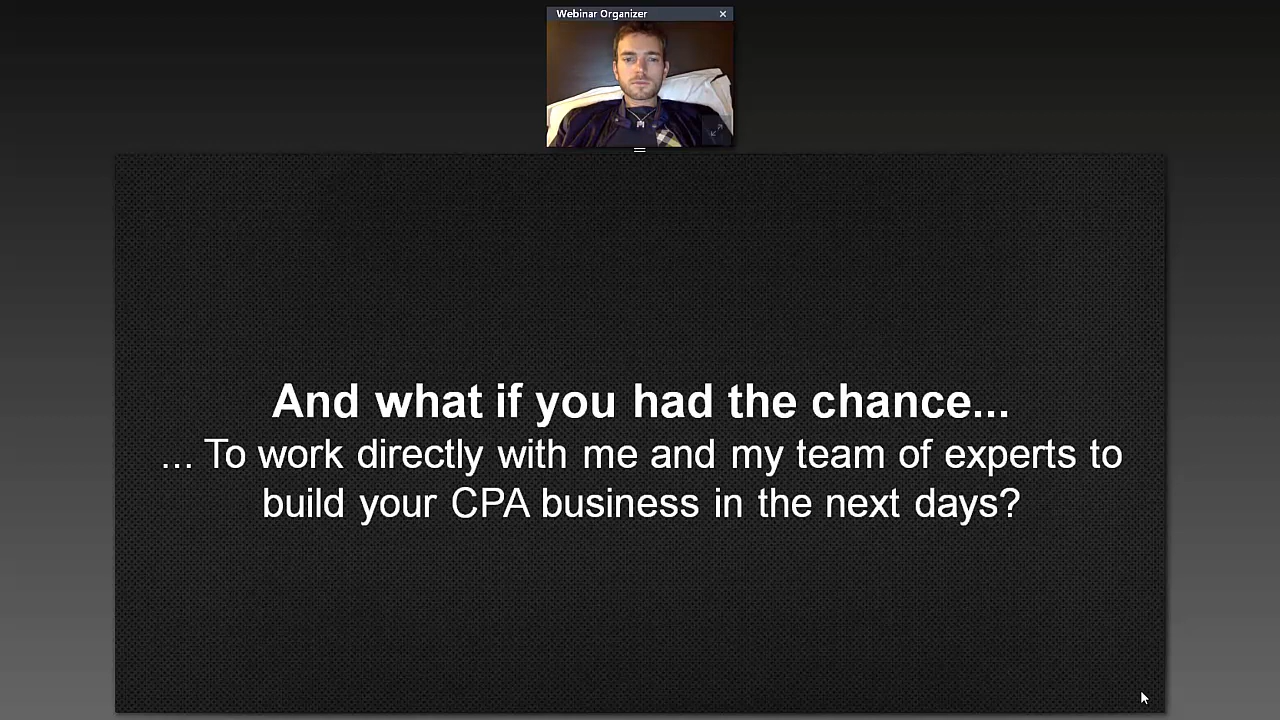 Webinar Organizer
And what if you had the chance...
... To work directly with me and my team of experts to
build your CPA business in the next days?